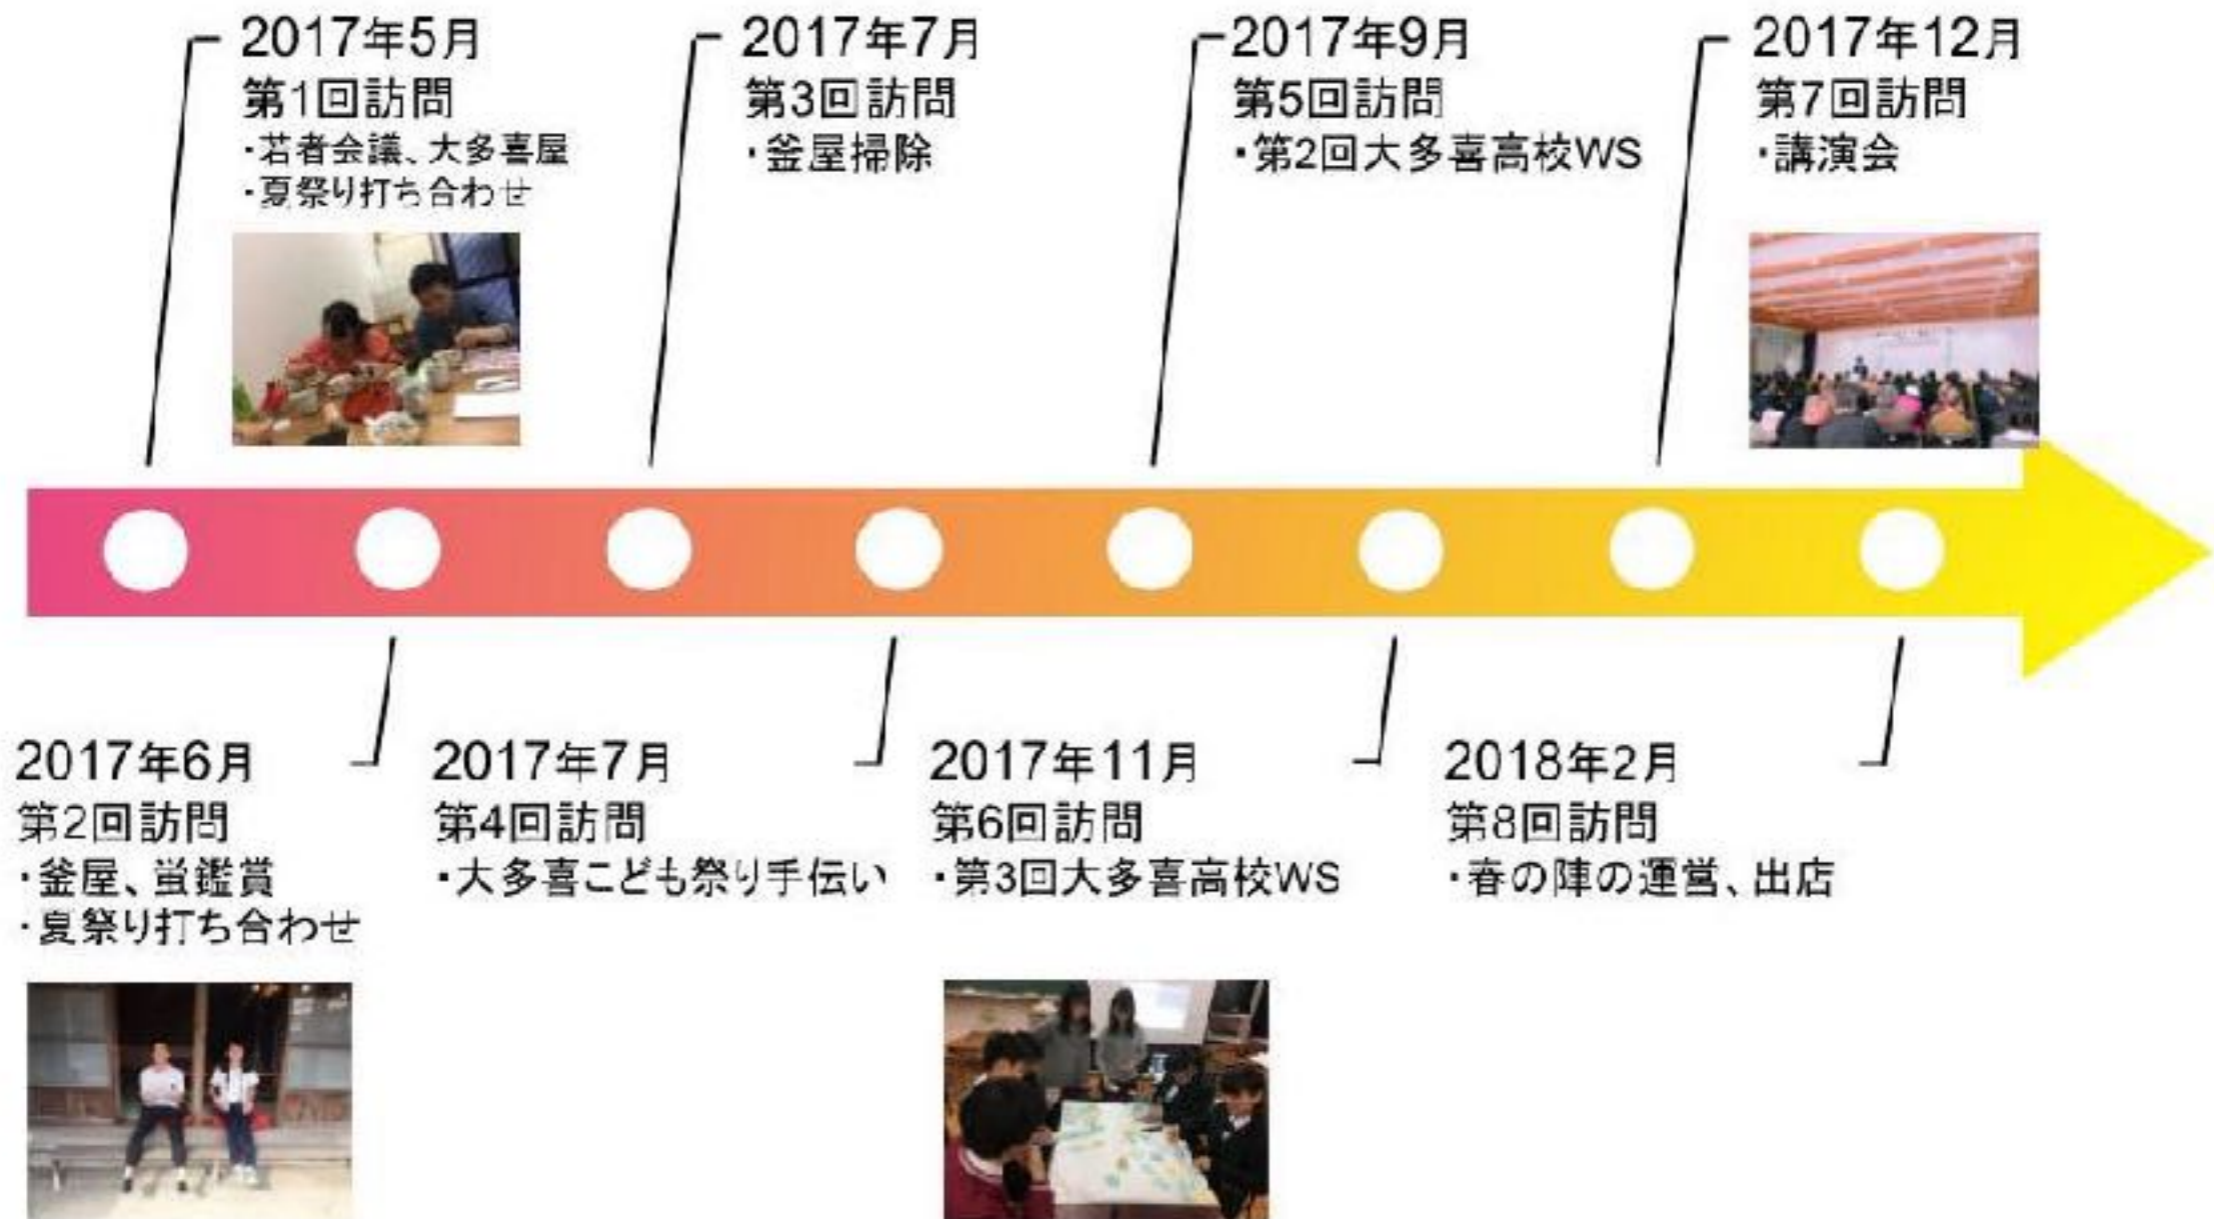 2017年5月
第1回訪問
・若者会議、大多喜屋
・夏祭り打ち合わせ
2017年7月
第3回訪問
・釜屋掃除
2017年9月
第5回訪問
・第2回大多喜高校WS
2017年12月
第7回訪問
・講演会
2017年6月
第2回訪問
・釜屋、蛍鑑賞
・夏祭り打ち合わせ
2017年7月
第4回訪問
・大多喜こども祭り手伝い
2017年11月
第6回訪問
・第3回大多喜高校WS
2018年2月
第8回訪問
・春の陣の運営、出店